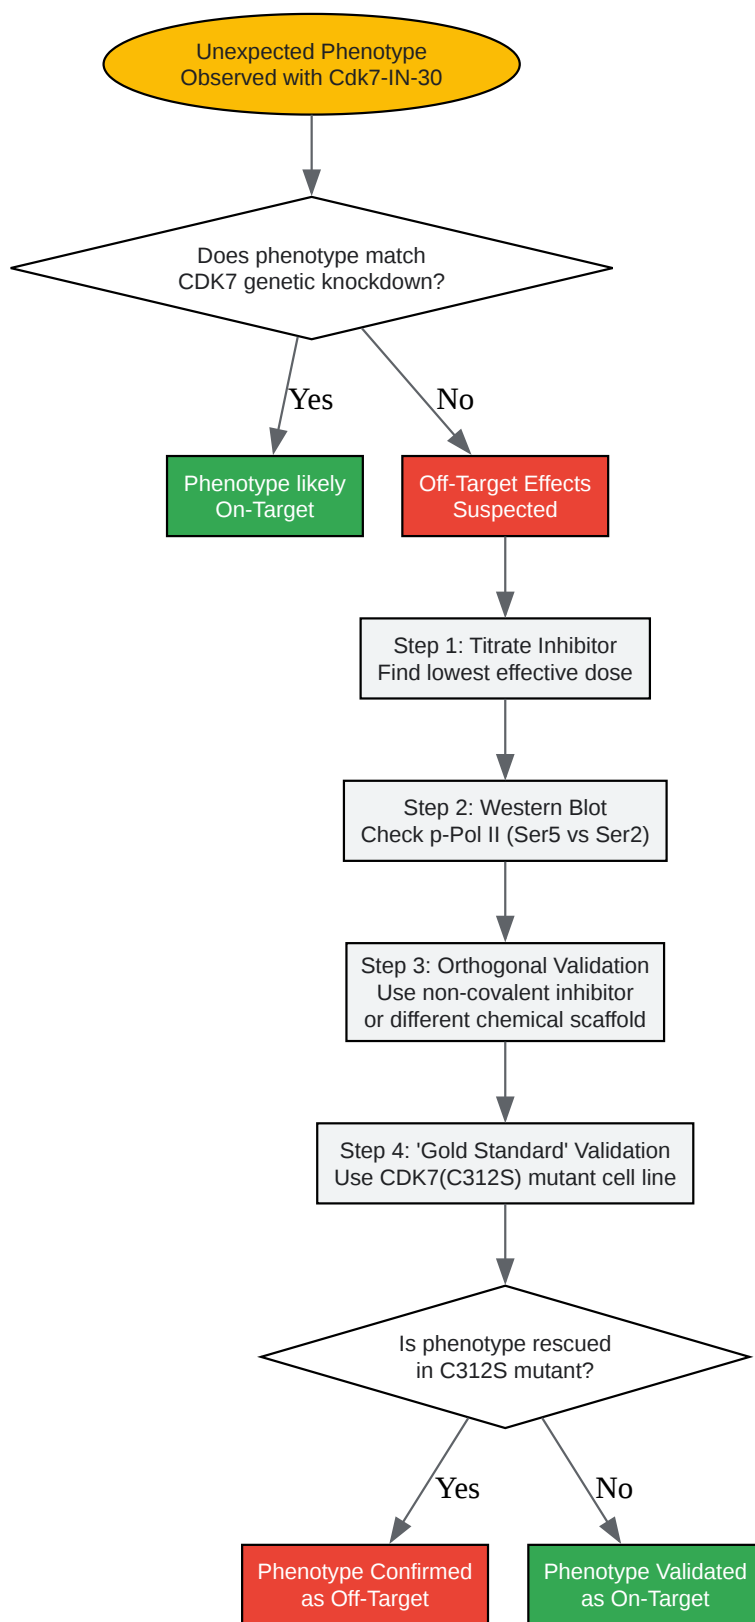 Unexpected Phenotype
Observed with Cdk7-IN-30
Does phenotype match
CDK7 genetic knockdown?
Yes
No
Phenotype likely
On-Target
Off-Target Effects
Suspected
Step 1: Titrate Inhibitor
Find lowest effective dose
Step 2: Western Blot
Check p-Pol II (Ser5 vs Ser2)
Step 3: Orthogonal Validation
Use non-covalent inhibitor
or different chemical scaffold
Step 4: 'Gold Standard' Validation
Use CDK7(C312S) mutant cell line
Is phenotype rescued
in C312S mutant?
Yes
No
Phenotype Confirmed
as Off-Target
Phenotype Validated
as On-Target